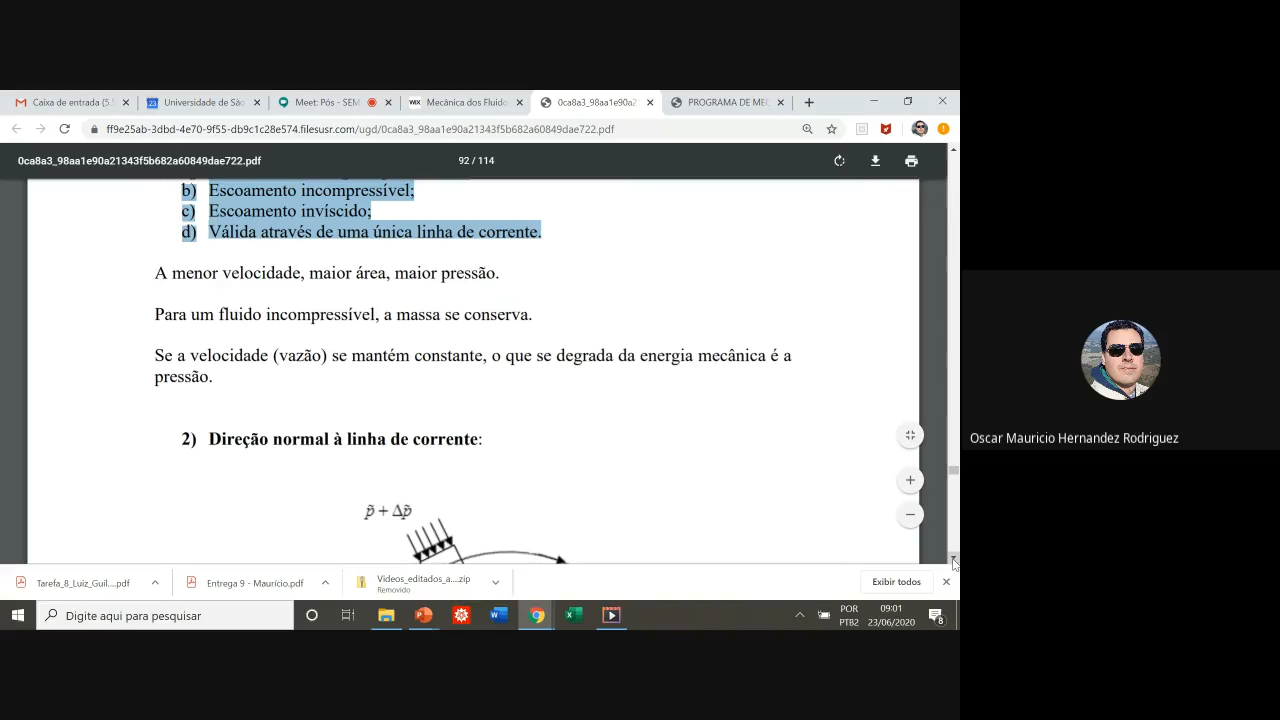 Caixa de entrada (5.
Universidade de São
Meet: Pós - SEM
Mecânica dos Fluido
0ca8a3_98aa1e90a2
PROGRAMA DE MEC
ff9e25ab-3dbd-4e70-9f65-db9c1c28e574.filesusr.com/ugd/0ca8a3_98aa1e90a21343f5b682a60849dae722.pdf
0ca8a3_98aa1e90a21343f5b682a60849dae722.pdf
92 / 114
b) Escoamento incompressível;
c) Escoamento invíscido;
d) Válida através de uma única linha de corrente.
A menor velocidade, maior área, maior pressão.
Para um fluido incompressível, a massa se conserva.
Se a velocidade (vazão) se mantém constante, o que se degrada da energia mecânica é a
pressão.
2) Direção normal à linha de corrente:
p̃ + Δp̃
Oscar Mauricio Hernandez Rodriguez
Tarefa_8_Luiz_Guil....pdf
Entrega 9 - Maurício.pdf
Videos_editados_a....zip
Removido
Exibir todos
Digite aqui para pesquisar
POR
PTB2
09:01
23/06/2020
8